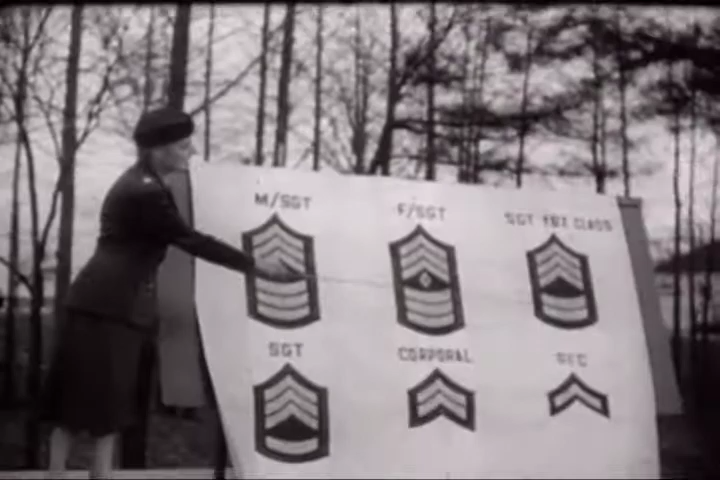 M/SGT
F/SGT
SGT 1ST CLASS
SGT
CORPORAL
PFC